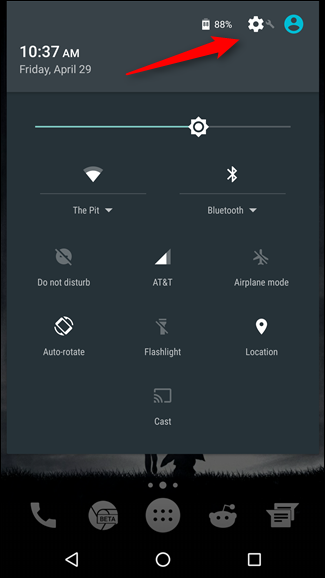 88%
10:37 AM
Friday, April 29
The Pit
Bluetooth
Do not disturb
AT&T
Airplane mode
Auto-rotate
Flashlight
Location
Cast
BETA